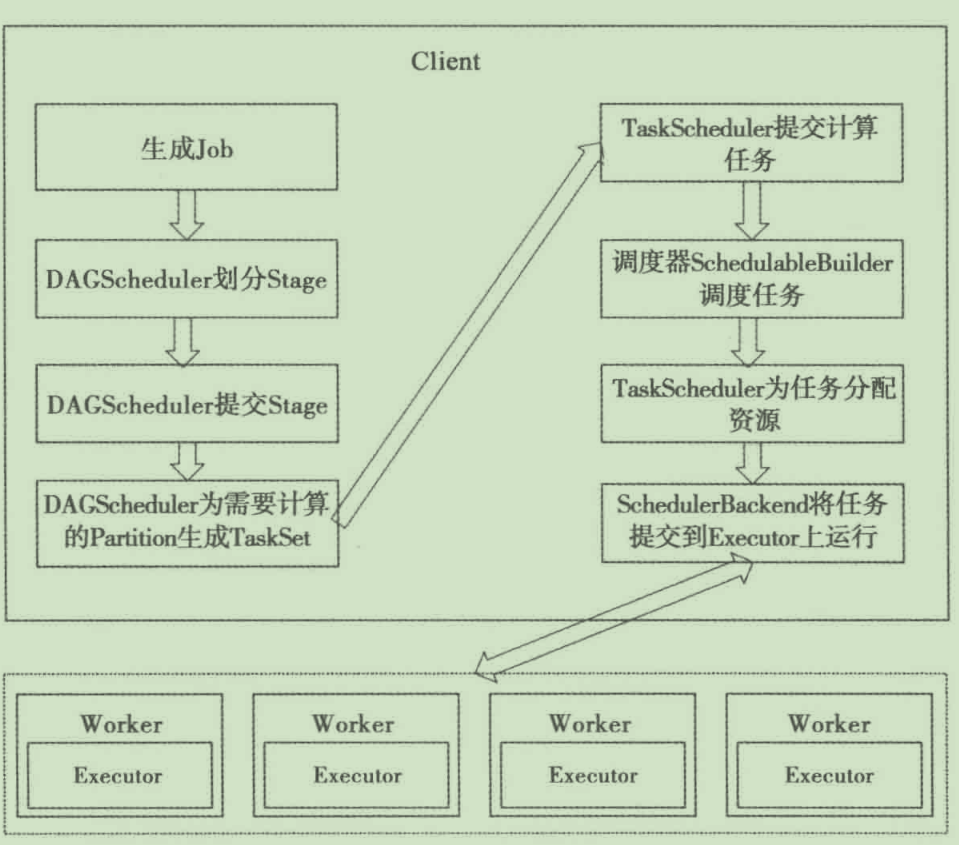 Client
生成Job
DAGScheduler划分Stage
DAGScheduler提交Stage
DAGScheduler为需要计算
的Partition生成TaskSet
TaskScheduler提交计算
任务
调度器SchedulableBuilder
调度任务
TaskScheduler为任务分配
资源
SchedulerBackend将任务
提交到Executor上运行
Worker
Executor
Worker
Executor
Worker
Executor
Worker
Executor